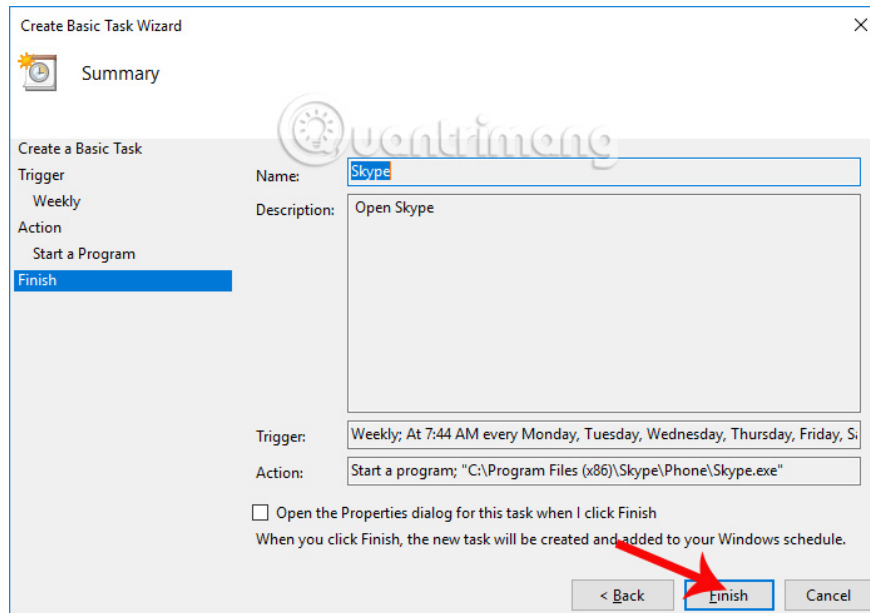 Create Basic Task Wizard
Summary
Quantrimang
Create a Basic Task
Trigger
Weekly
Action
Start a Program
Finish
Name: Skype
Description: Open Skype
Trigger: Weekly; At 7:44 AM every Monday, Tuesday, Wednesday, Thursday, Friday, Sa
Action: Start a program; "C:\Program Files (x86)\Skype\Phone\Skype.exe"
Open the Properties dialog for this task when I click Finish
When you click Finish, the new task will be created and added to your Windows schedule.
< Back Finish Cancel